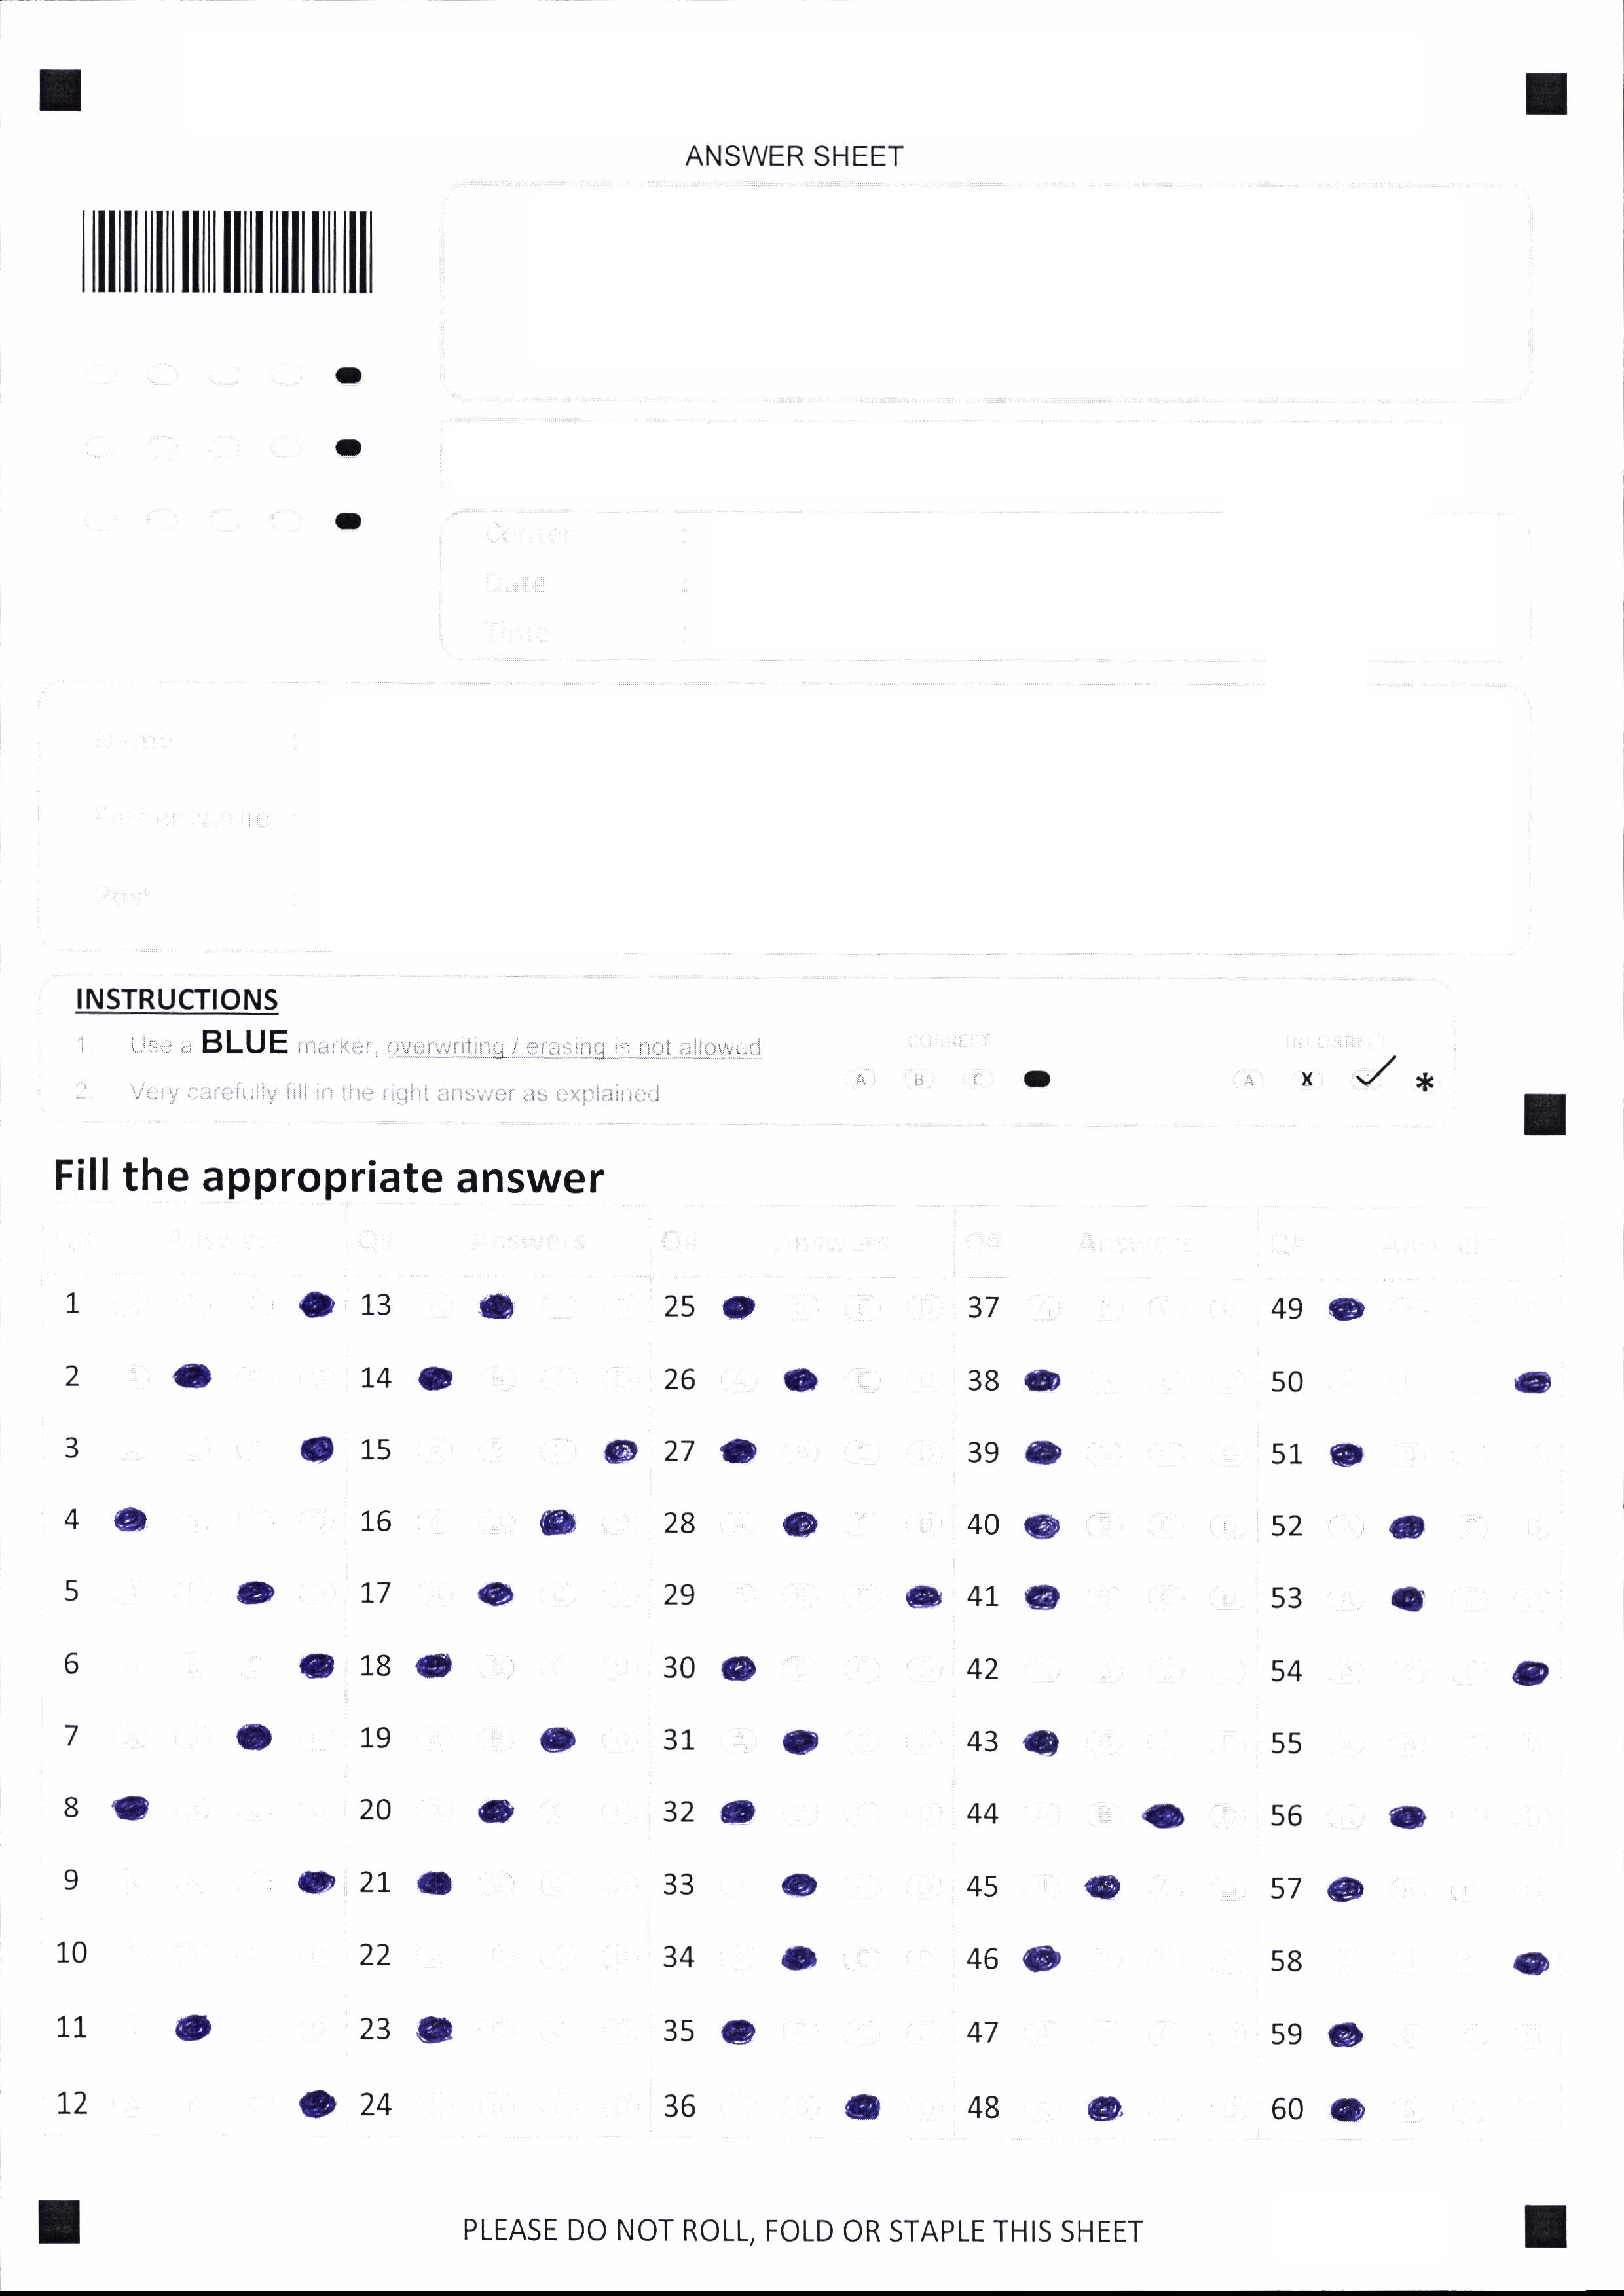 ANSWER SHEET
Center :
Date :
Time :
Name :
Father Name :
Post :
INSTRUCTIONS
1. Use a BLUE marker, overwriting / erasing is not allowed
2. Very carefully fill in the right answer as explained
CORRECT
A B C
INCORRECT
A X
Fill the appropriate answer
Q# Answers Q# Answers Q# Answers Q# Answers Q# Answers
1 13 25 37 49
2 14 26 38 50
3 15 27 39 51
4 16 28 40 52
5 17 29 41 53
6 18 30 42 54
7 19 31 43 55
8 20 32 44 56
9 21 33 45 57
10 22 34 46 58
11 23 35 47 59
12 24 36 48 60
PLEASE DO NOT ROLL, FOLD OR STAPLE THIS SHEET